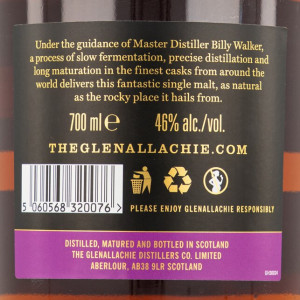 Under the guidance of Master Distiller Billy Walker,
a process of slow fermentation, precise distillation and
long maturation in the finest casks from around the
world delivers this fantastic single malt, as natural
as the rocky place it hails from.
700 ml ℮ 46% alc./vol.
THEGLENALLACHIE.COM
5 060568 320076 >
PLEASE ENJOY GLENALLACHIE RESPONSIBLY
DISTILLED, MATURED AND BOTTLED IN SCOTLAND
THE GLENALLACHIE DISTILLERS CO. LIMITED
ABERLOUR, AB38 9LR SCOTLAND